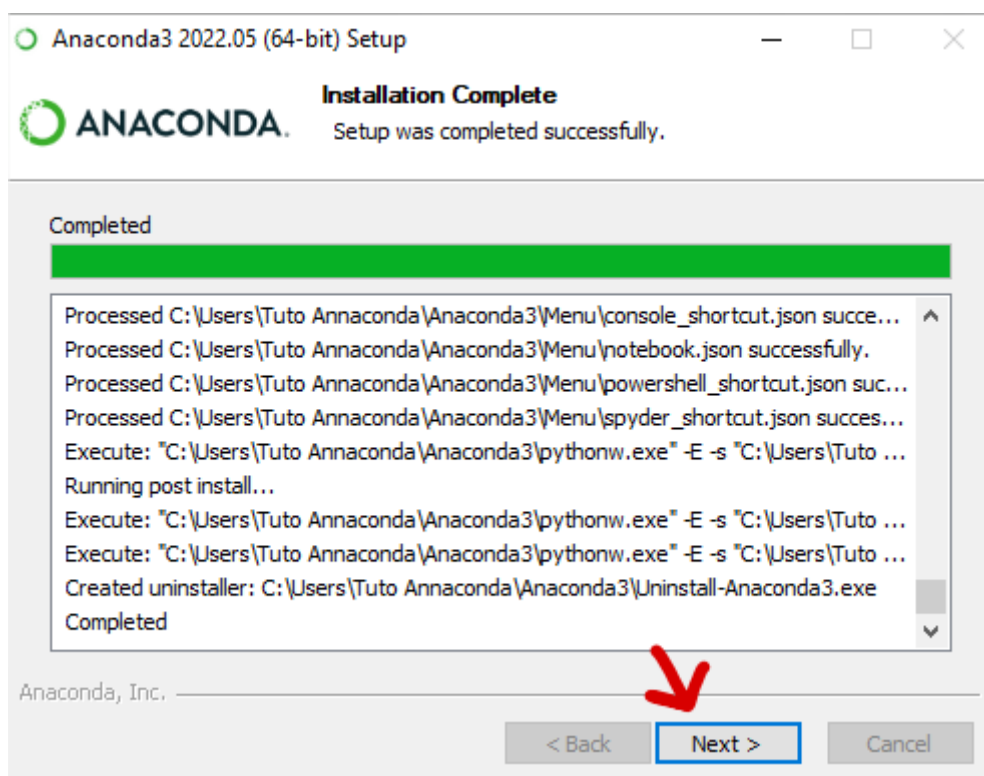 Anaconda3 2022.05 (64-bit) Setup
ANACONDA.
Installation Complete
Setup was completed successfully.
Completed
Processed C:\Users\Tuto Annaconda\Anaconda3\Menu\console_shortcut.json succe...
Processed C:\Users\Tuto Annaconda\Anaconda3\Menu\notebook.json successfully.
Processed C:\Users\Tuto Annaconda\Anaconda3\Menu\powershell_shortcut.json suc...
Processed C:\Users\Tuto Annaconda\Anaconda3\Menu\spyder_shortcut.json succes...
Execute: "C:\Users\Tuto Annaconda\Anaconda3\pythonw.exe" -E -s "C:\Users\Tuto ...
Running post install...
Execute: "C:\Users\Tuto Annaconda\Anaconda3\pythonw.exe" -E -s "C:\Users\Tuto ...
Execute: "C:\Users\Tuto Annaconda\Anaconda3\pythonw.exe" -E -s "C:\Users\Tuto ...
Created uninstaller: C:\Users\Tuto Annaconda\Anaconda3\Uninstall-Anaconda3.exe
Completed
Anaconda, Inc.
< Back Next > Cancel